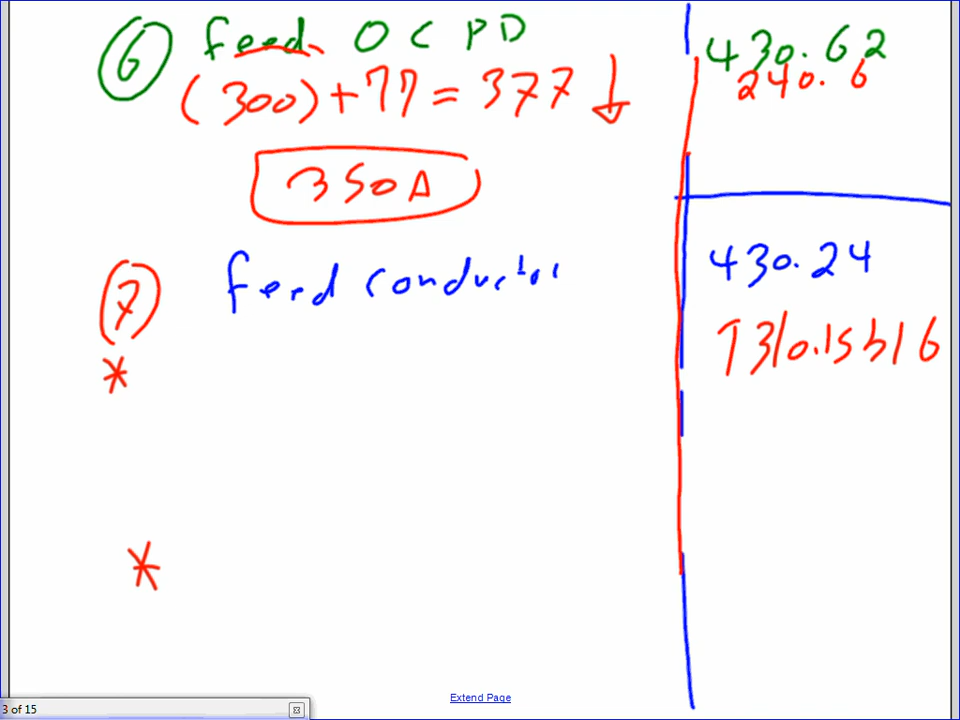 6 feed OCPD 430.62
(300) + 77 = 377 ↓ 240.6
350A
7 feed conductor 430.24
* T310.15b16
*
3 of 15 Extend Page